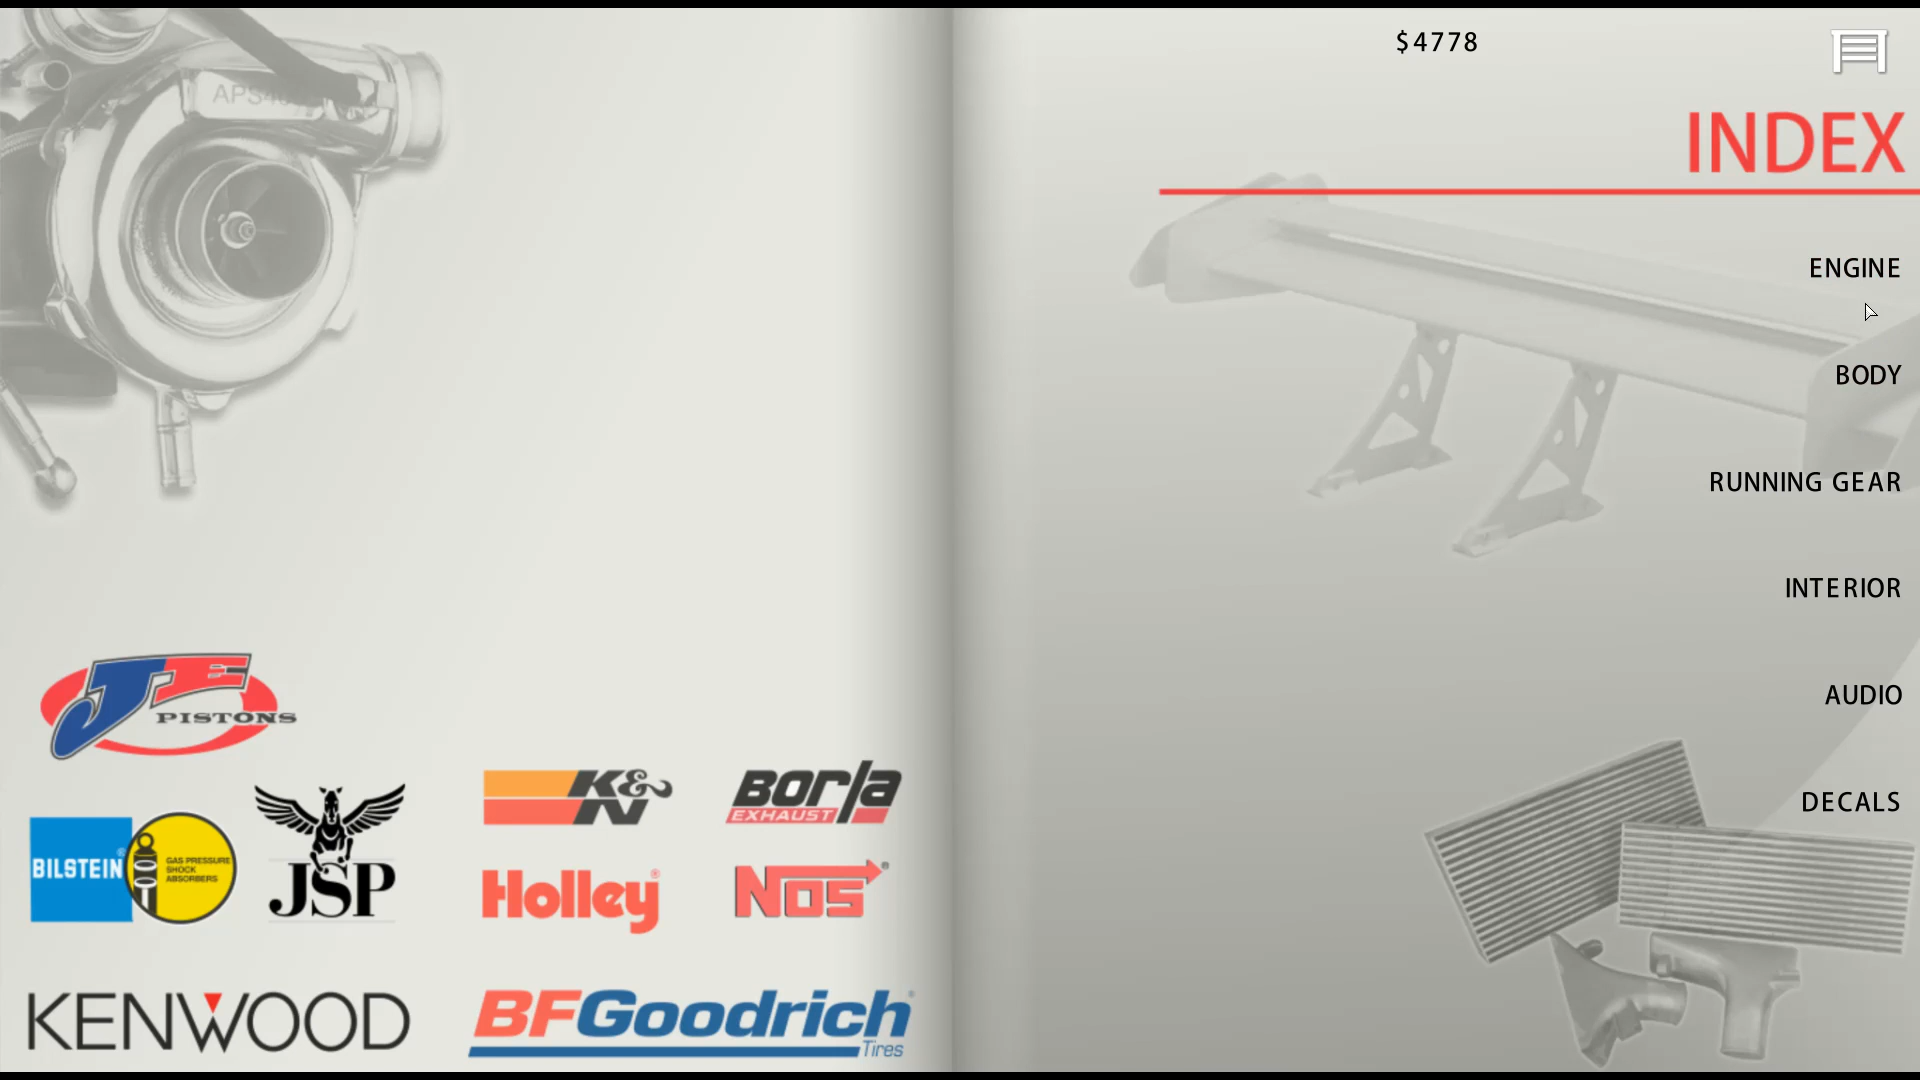 $4778
INDEX
ENGINE
BODY
RUNNING GEAR
INTERIOR
AUDIO
DECALS
JE
PISTONS
BILSTEIN®
GAS PRESSURE
SHOCK
ABSORBERS
JSP
K&N
BORLA
EXHAUST
Holley®
NOS®
KENWOOD
BFGoodrich®
Tires